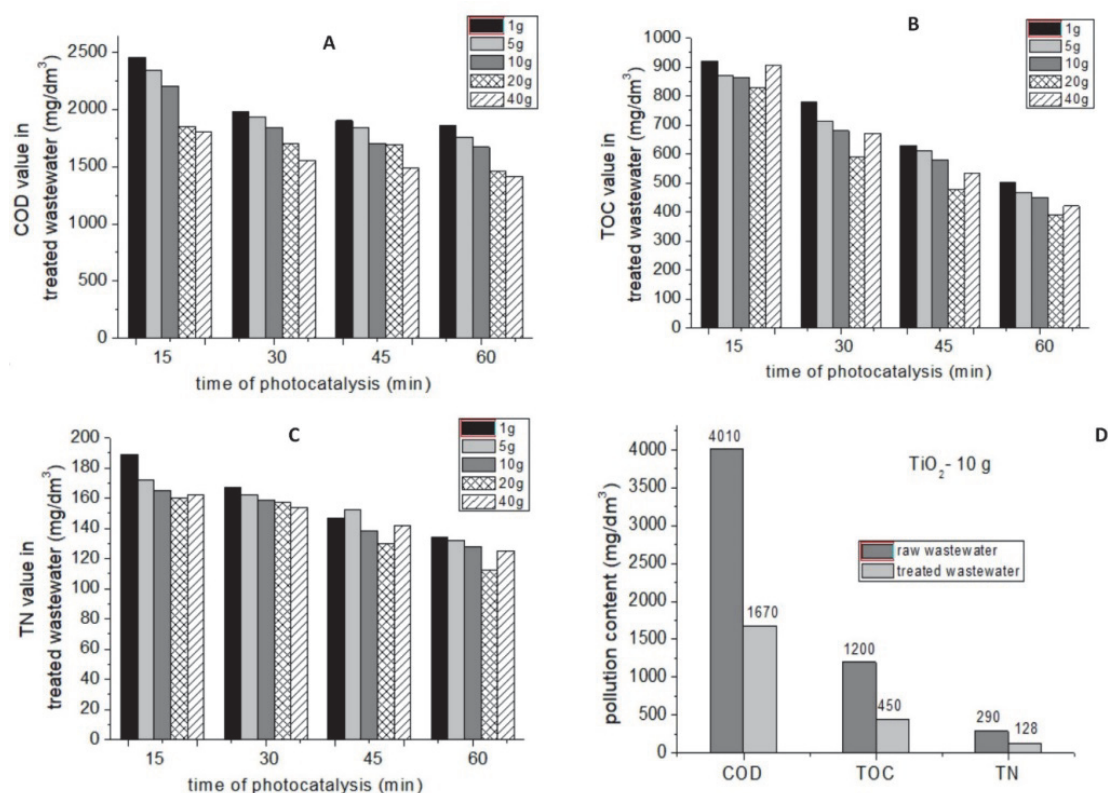 A
1g
5g
10g
20g
40g
2500
2000
1500
1000
500
0
COD value in
treated wastewater (mg/dm³)
15 30 45 60
time of photocatalysis (min)
B
1g
5g
10g
20g
40g
1000
900
800
700
600
500
400
300
200
100
0
TOC value in
treated wastewater (mg/dm³)
15 30 45 60
time of photocatalysis (min)
C
1g
5g
10g
20g
40g
200
180
160
140
120
100
80
60
40
20
0
TN value in
treated wastewater (mg/dm³)
15 30 45 60
time of photocatalysis (min)
D
TiO₂- 10 g
raw wastewater
treated wastewater
4000
3500
3000
2500
2000
1500
1000
500
0
pollution content (mg/dm³)
4010
1670
1200
450
290
128
COD TOC TN